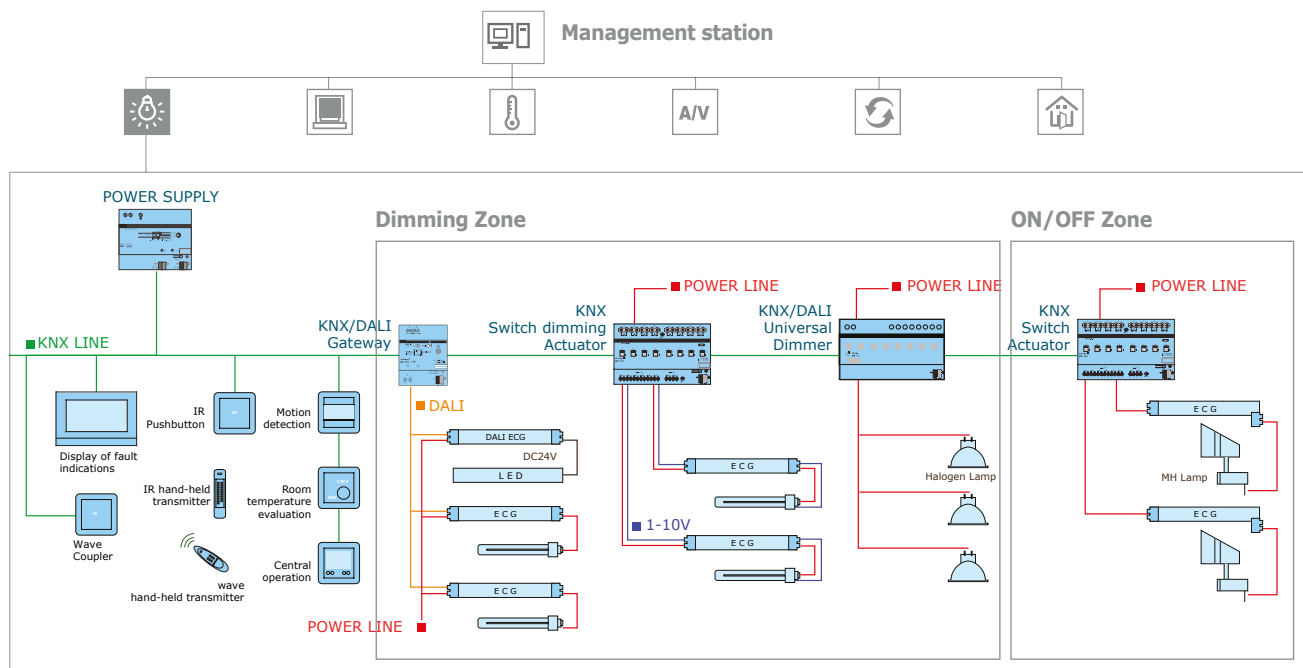 Management station
A/V
POWER SUPPLY
Dimming Zone
ON/OFF Zone
POWER LINE
POWER LINE
POWER LINE
KNX LINE
KNX/DALI
Gateway
KNX
Switch dimming
Actuator
KNX/DALI
Universal
Dimmer
KNX
Switch
Actuator
DALI
IR
Pushbutton
Motion
detection
Display of fault
indications
DALI ECG
DC24V
LED
ECG
Halogen Lamp
ECG
MH Lamp
IR hand-held
transmitter
Room
temperature
evaluation
Wave
Coupler
ECG
1-10V
ECG
ECG
Central
operation
wave
hand-held transmitter
ECG
POWER LINE